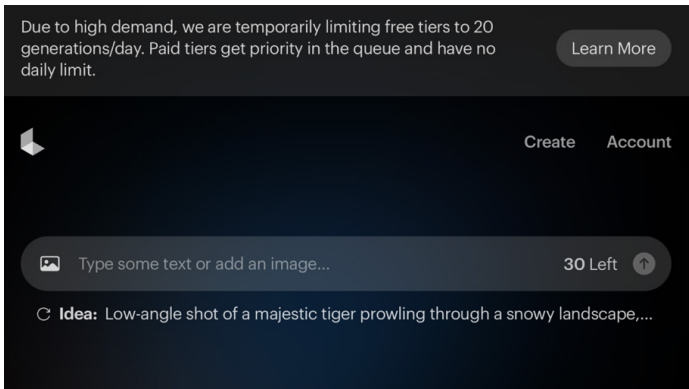 Due to high demand, we are temporarily limiting free tiers to 20
generations/day. Paid tiers get priority in the queue and have no
daily limit.
Learn More
Create
Account
Type some text or add an image...
30 Left
Idea: Low-angle shot of a majestic tiger prowling through a snowy landscape,...